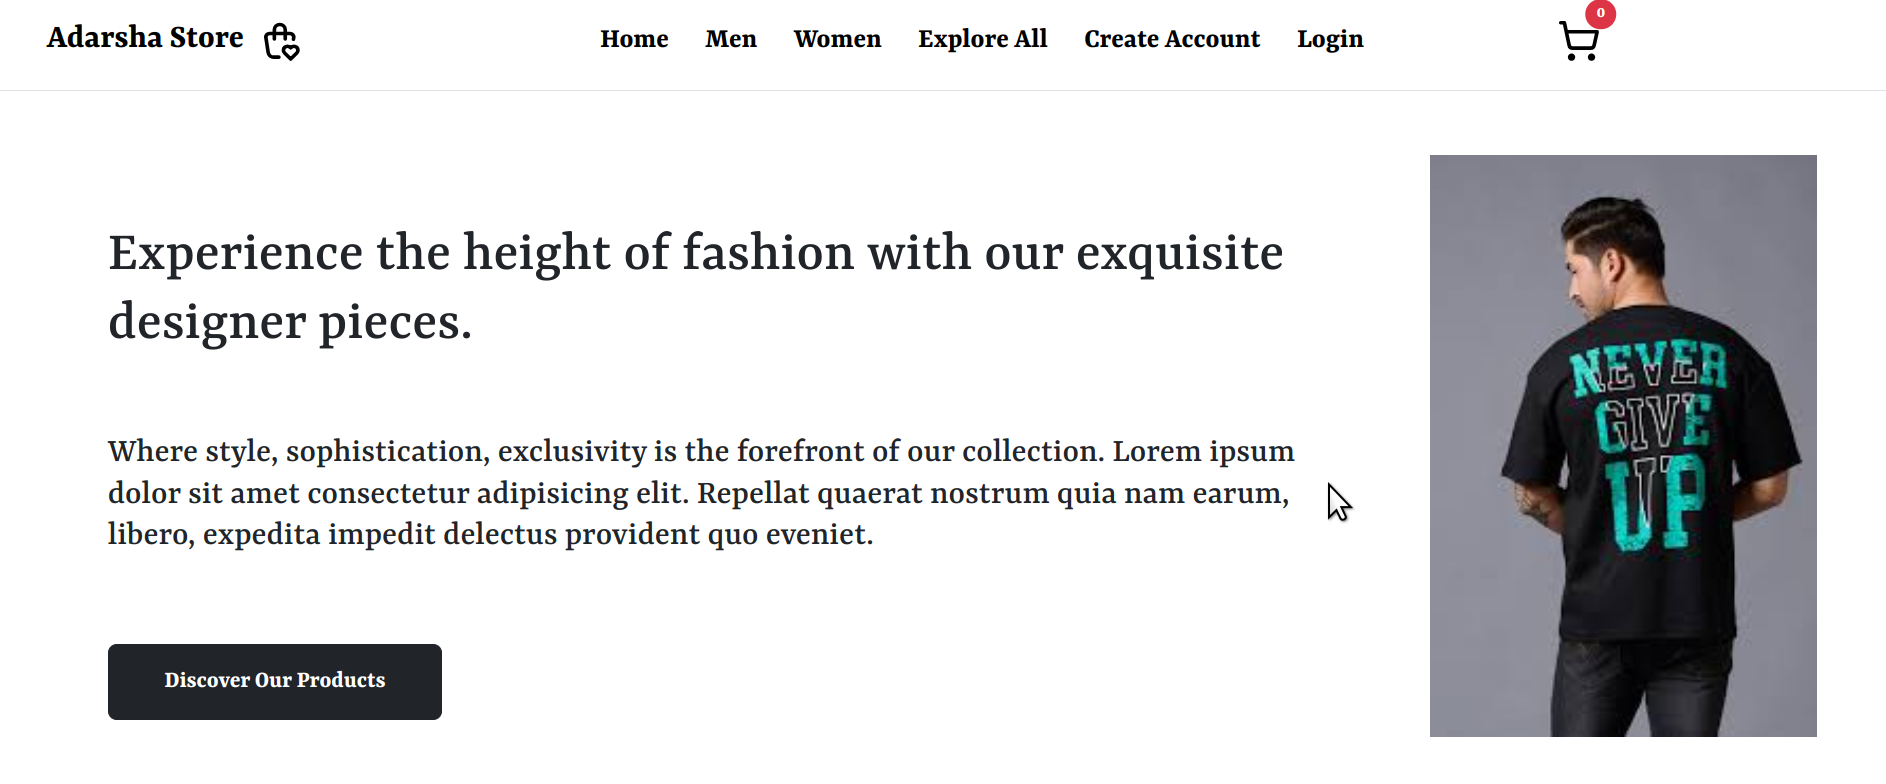 Adarsha Store
Home Men Women Explore All Create Account Login
0
Experience the height of fashion with our exquisite
designer pieces.
Where style, sophistication, exclusivity is the forefront of our collection. Lorem ipsum
dolor sit amet consectetur adipisicing elit. Repellat quaerat nostrum quia nam earum,
libero, expedita impedit delectus provident quo eveniet.
Discover Our Products
NEVER
GIVE
UP